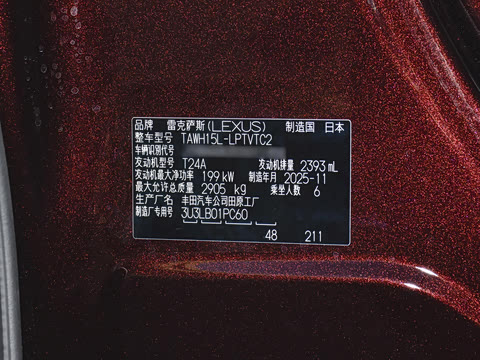 品牌 雷克萨斯(LEXUS) 制造国 日本
整车型号 TAWH15L-LPTVTC2
车辆识别代号
发动机型号 T24A 发动机排量 2393 mL
发动机最大净功率 199 kW 制造年月 2025-11
最大允许总质量 2905 kg 乘坐人数 6
生产厂名 丰田汽车公司田原工厂
制造厂专用号 3U3LB01PC60
48 211